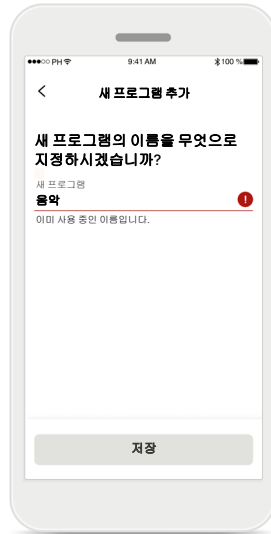 PH 9:41 AM 100 %
새 프로그램 추가
새 프로그램의 이름을 무엇으로
지정하시겠습니까?
새 프로그램
음악
이미 사용 중인 이름입니다.
저장